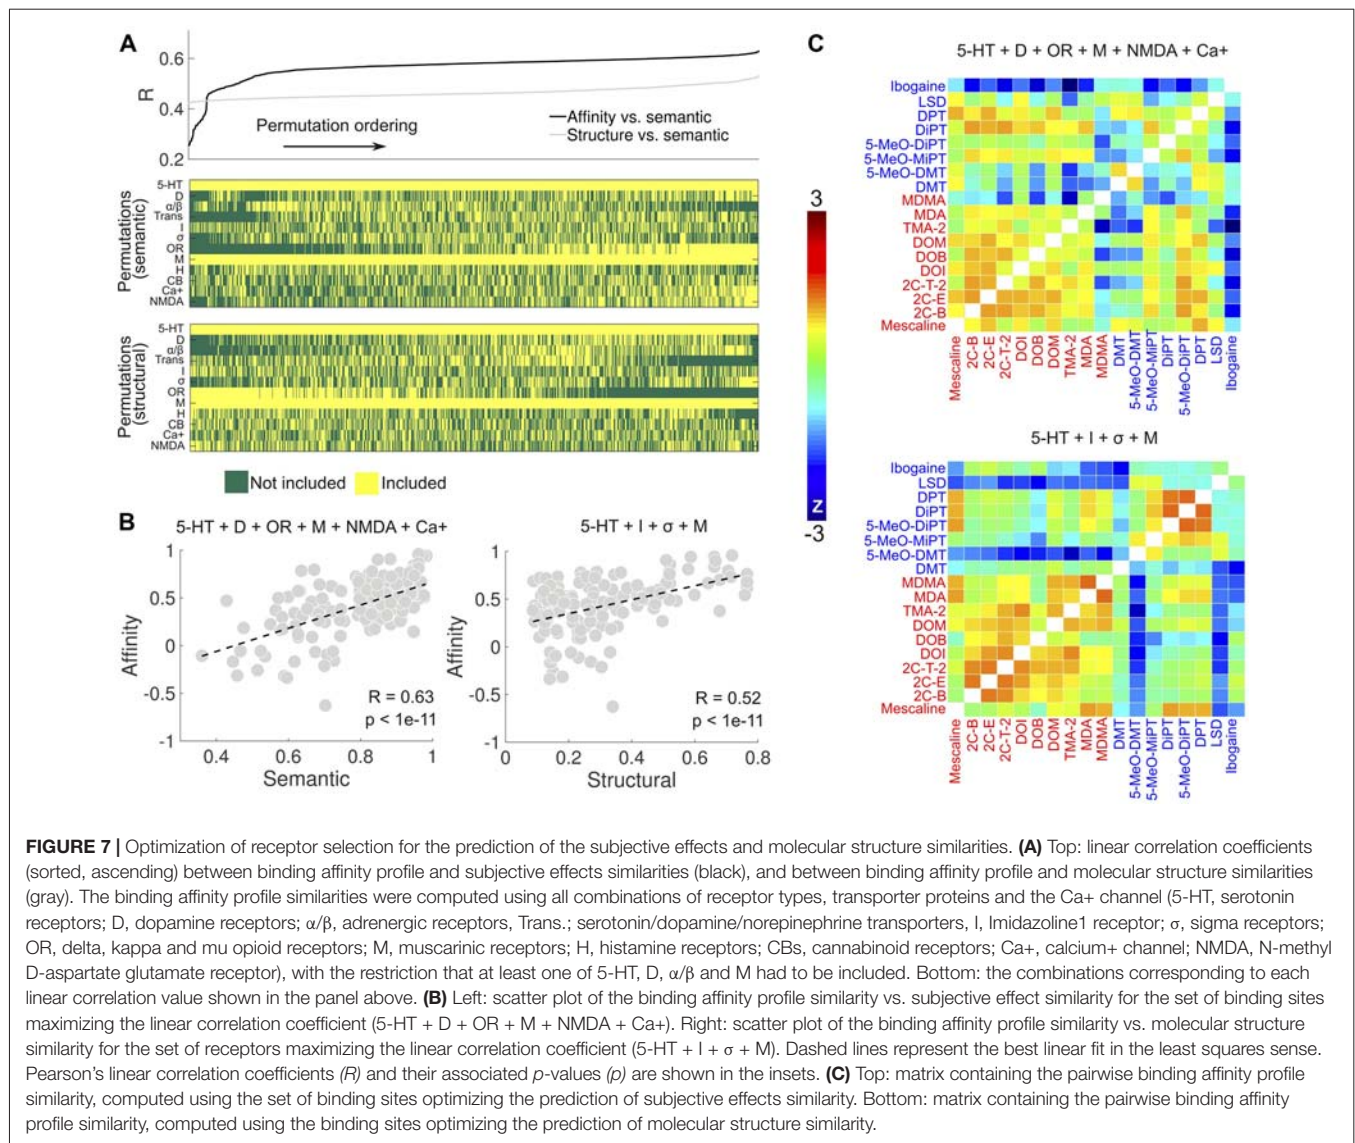 A
R
0.6
0.4
0.2
Permutation ordering
Affinity vs. semantic
Structure vs. semantic
Permutations
(semantic)
5-HT
D
α/β
Trans
I
σ
OR
M
H
CB
Ca+
NMDA
Permutations
(structural)
5-HT
D
α/β
Trans
I
σ
OR
M
H
CB
Ca+
NMDA
Not included
Included
B
5-HT + D + OR + M + NMDA + Ca+
Affinity
1
0.5
0
-0.5
-1
R = 0.63
p < 1e-11
0.4
0.6
0.8
1
Semantic
5-HT + I + σ + M
Affinity
1
0.5
0
-0.5
-1
R = 0.52
p < 1e-11
0
0.2
0.4
0.6
0.8
Structural
C
3
z
-3
5-HT + D + OR + M + NMDA + Ca+
Ibogaine
LSD
DPT
DiPT
5-MeO-DiPT
5-MeO-MiPT
5-MeO-DMT
DMT
MDMA
MDA
TMA-2
DOM
DOB
DOI
2C-T-2
2C-E
2C-B
Mescaline
Mescaline
2C-B
2C-E
2C-T-2
DOI
DOB
DOM
TMA-2
MDA
MDMA
DMT
5-MeO-DMT
5-MeO-MiPT
DiPT
5-MeO-DiPT
DPT
LSD
Ibogaine
5-HT + I + σ + M
Ibogaine
LSD
DPT
DiPT
5-MeO-DiPT
5-MeO-MiPT
5-MeO-DMT
DMT
MDMA
MDA
TMA-2
DOM
DOB
DOI
2C-T-2
2C-E
2C-B
Mescaline
Mescaline
2C-B
2C-E
2C-T-2
DOI
DOB
DOM
TMA-2
MDA
MDMA
DMT
5-MeO-DMT
5-MeO-MiPT
DiPT
5-MeO-DiPT
DPT
LSD
Ibogaine
FIGURE 7 | Optimization of receptor selection for the prediction of the subjective effects and molecular structure similarities. (A) Top: linear correlation coefficients
(sorted, ascending) between binding affinity profile and subjective effects similarities (black), and between binding affinity profile and molecular structure similarities
(gray). The binding affinity profile similarities were computed using all combinations of receptor types, transporter proteins and the Ca+ channel (5-HT, serotonin
receptors; D, dopamine receptors; α/β, adrenergic receptors, Trans.; serotonin/dopamine/norepinephrine transporters, I, Imidazoline1 receptor; σ, sigma receptors;
OR, delta, kappa and mu opioid receptors; M, muscarinic receptors; H, histamine receptors; CBs, cannabinoid receptors; Ca+, calcium+ channel; NMDA, N-methyl
D-aspartate glutamate receptor), with the restriction that at least one of 5-HT, D, α/β and M had to be included. Bottom: the combinations corresponding to each
linear correlation value shown in the panel above. (B) Left: scatter plot of the binding affinity profile similarity vs. subjective effect similarity for the set of binding sites
maximizing the linear correlation coefficient (5-HT + D + OR + M + NMDA + Ca+). Right: scatter plot of the binding affinity profile similarity vs. molecular structure
similarity for the set of receptors maximizing the linear correlation coefficient (5-HT + I + σ + M). Dashed lines represent the best linear fit in the least squares sense.
Pearson's linear correlation coefficients (R) and their associated p-values (p) are shown in the insets. (C) Top: matrix containing the pairwise binding affinity profile
similarity, computed using the set of binding sites optimizing the prediction of subjective effects similarity. Bottom: matrix containing the pairwise binding affinity
profile similarity, computed using the binding sites optimizing the prediction of molecular structure similarity.